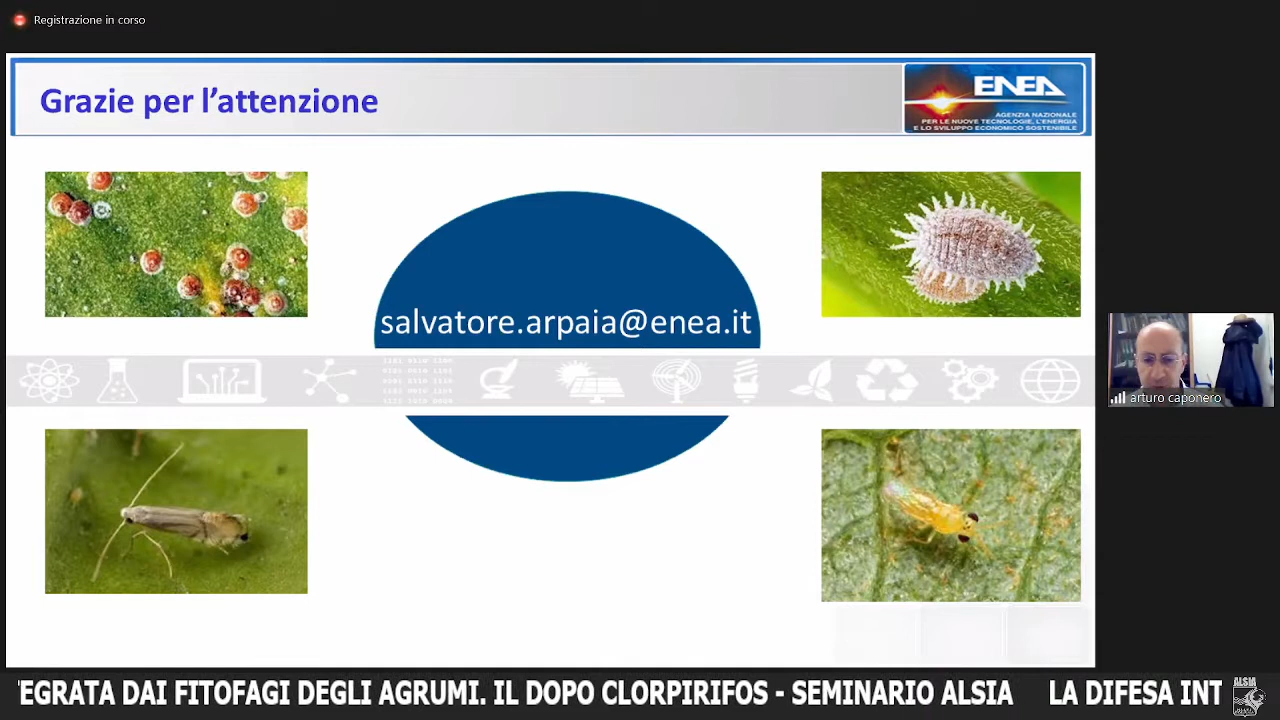 Registrazione in corso
Grazie per l'attenzione
ENEA
AGENZIA NAZIONALE
PER LE NUOVE TECNOLOGIE, L'ENERGIA
E LO SVILUPPO ECONOMICO SOSTENIBILE
salvatore.arpaia@enea.it
arturo caponero
EGRATA DAI FITOFAGI DEGLI AGRUMI. IL DOPO CLORPIRIFOS - SEMINARIO ALSIA LA DIFESA INT
ALSIA